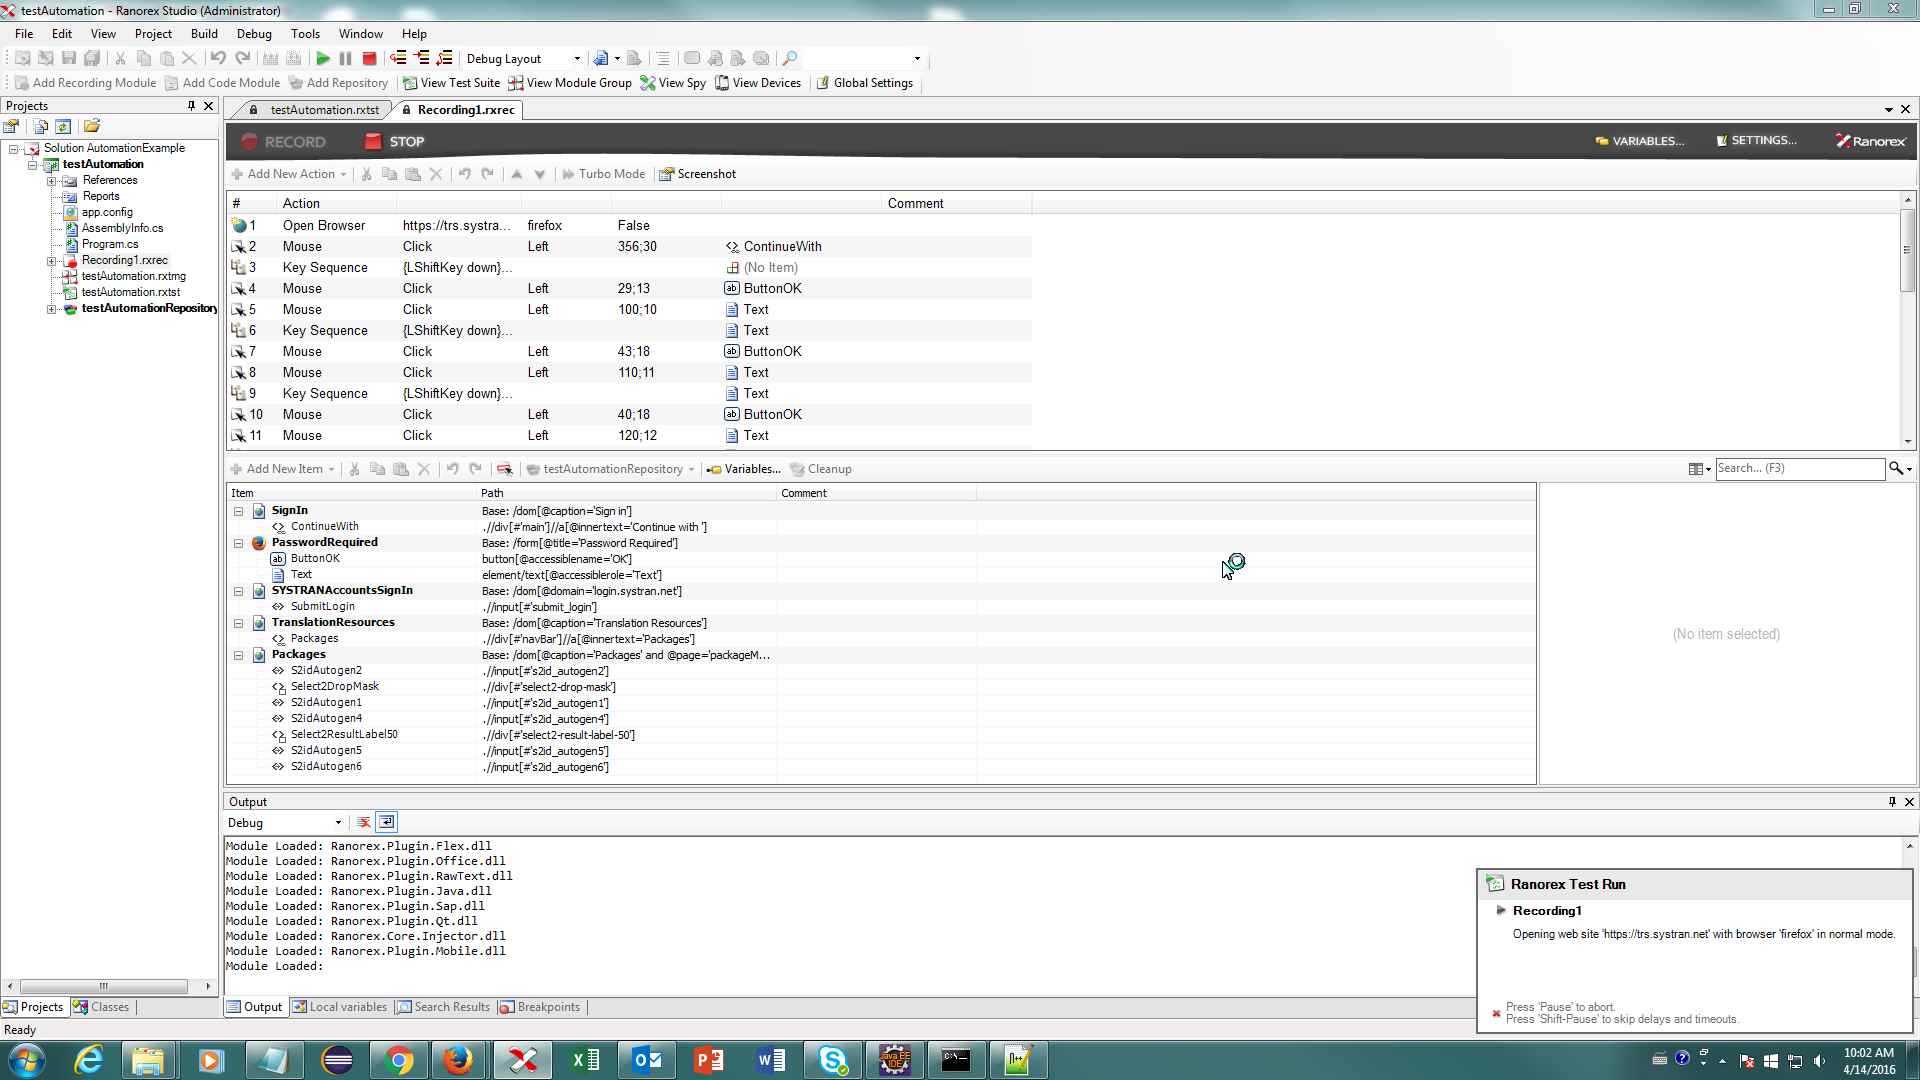 testAutomation - Ranorex Studio (Administrator)
File Edit View Project Build Debug Tools Window Help
Debug Layout
Add Recording Module Add Code Module Add Repository View Test Suite View Module Group View Spy View Devices Global Settings
Projects
testAutomation.rxtst Recording1.rxrec
RECORD STOP VARIABLES... SETTINGS... Ranorex
Add New Action Turbo Mode Screenshot
Solution AutomationExample
testAutomation
References
Reports
app.config
AssemblyInfo.cs
Program.cs
Recording1.rxrec
testAutomation.rxtmg
testAutomation.rxtst
testAutomationRepository
# Action Comment
1 Open Browser https://trs.systra... firefox False
2 Mouse Click Left 356;30 ContinueWith
3 Key Sequence {LShiftKey down}... (No Item)
4 Mouse Click Left 29;13 ButtonOK
5 Mouse Click Left 100;10 Text
6 Key Sequence {LShiftKey down}... Text
7 Mouse Click Left 43;18 ButtonOK
8 Mouse Click Left 110;11 Text
9 Key Sequence {LShiftKey down}... Text
10 Mouse Click Left 40;18 ButtonOK
11 Mouse Click Left 120;12 Text
Add New Item testAutomationRepository Variables... Cleanup Search... (F3)
Item Path Comment
SignIn Base: /dom[@caption='Sign in']
ContinueWith .//div[#'main']//a[@innertext='Continue with ']
PasswordRequired Base: /form[@title='Password Required']
ButtonOK button[@accessiblename='OK']
Text element/text[@accessiblerole='Text']
SYSTRANAccountsSignIn Base: /dom[@domain='login.systran.net']
SubmitLogin .//input[#'submit_login']
TranslationResources Base: /dom[@caption='Translation Resources']
Packages .//div[#'navBar']//a[@innertext='Packages']
Packages Base: /dom[@caption='Packages' and @page='packageM...
S2idAutogen2 .//input[#'s2id_autogen2']
Select2DropMask .//div[#'select2-drop-mask']
S2idAutogen1 .//input[#'s2id_autogen1']
S2idAutogen4 .//input[#'s2id_autogen4']
Select2ResultLabel50 .//div[#'select2-result-label-50']
S2idAutogen5 .//input[#'s2id_autogen5']
S2idAutogen6 .//input[#'s2id_autogen6']
(No item selected)
Output
Debug
Module Loaded: Ranorex.Plugin.Flex.dll
Module Loaded: Ranorex.Plugin.Office.dll
Module Loaded: Ranorex.Plugin.RawText.dll
Module Loaded: Ranorex.Plugin.Java.dll
Module Loaded: Ranorex.Plugin.Sap.dll
Module Loaded: Ranorex.Plugin.Qt.dll
Module Loaded: Ranorex.Core.Injector.dll
Module Loaded: Ranorex.Plugin.Mobile.dll
Module Loaded:
Ranorex Test Run
Recording1
Opening web site 'https://trs.systran.net' with browser 'firefox' in normal mode.
Press 'Pause' to abort.
Press 'Shift-Pause' to skip delays and timeouts.
Projects Classes
Output Local variables Search Results Breakpoints
Ready
Java EE
IDE
C:\_
10:02 AM
4/14/2016